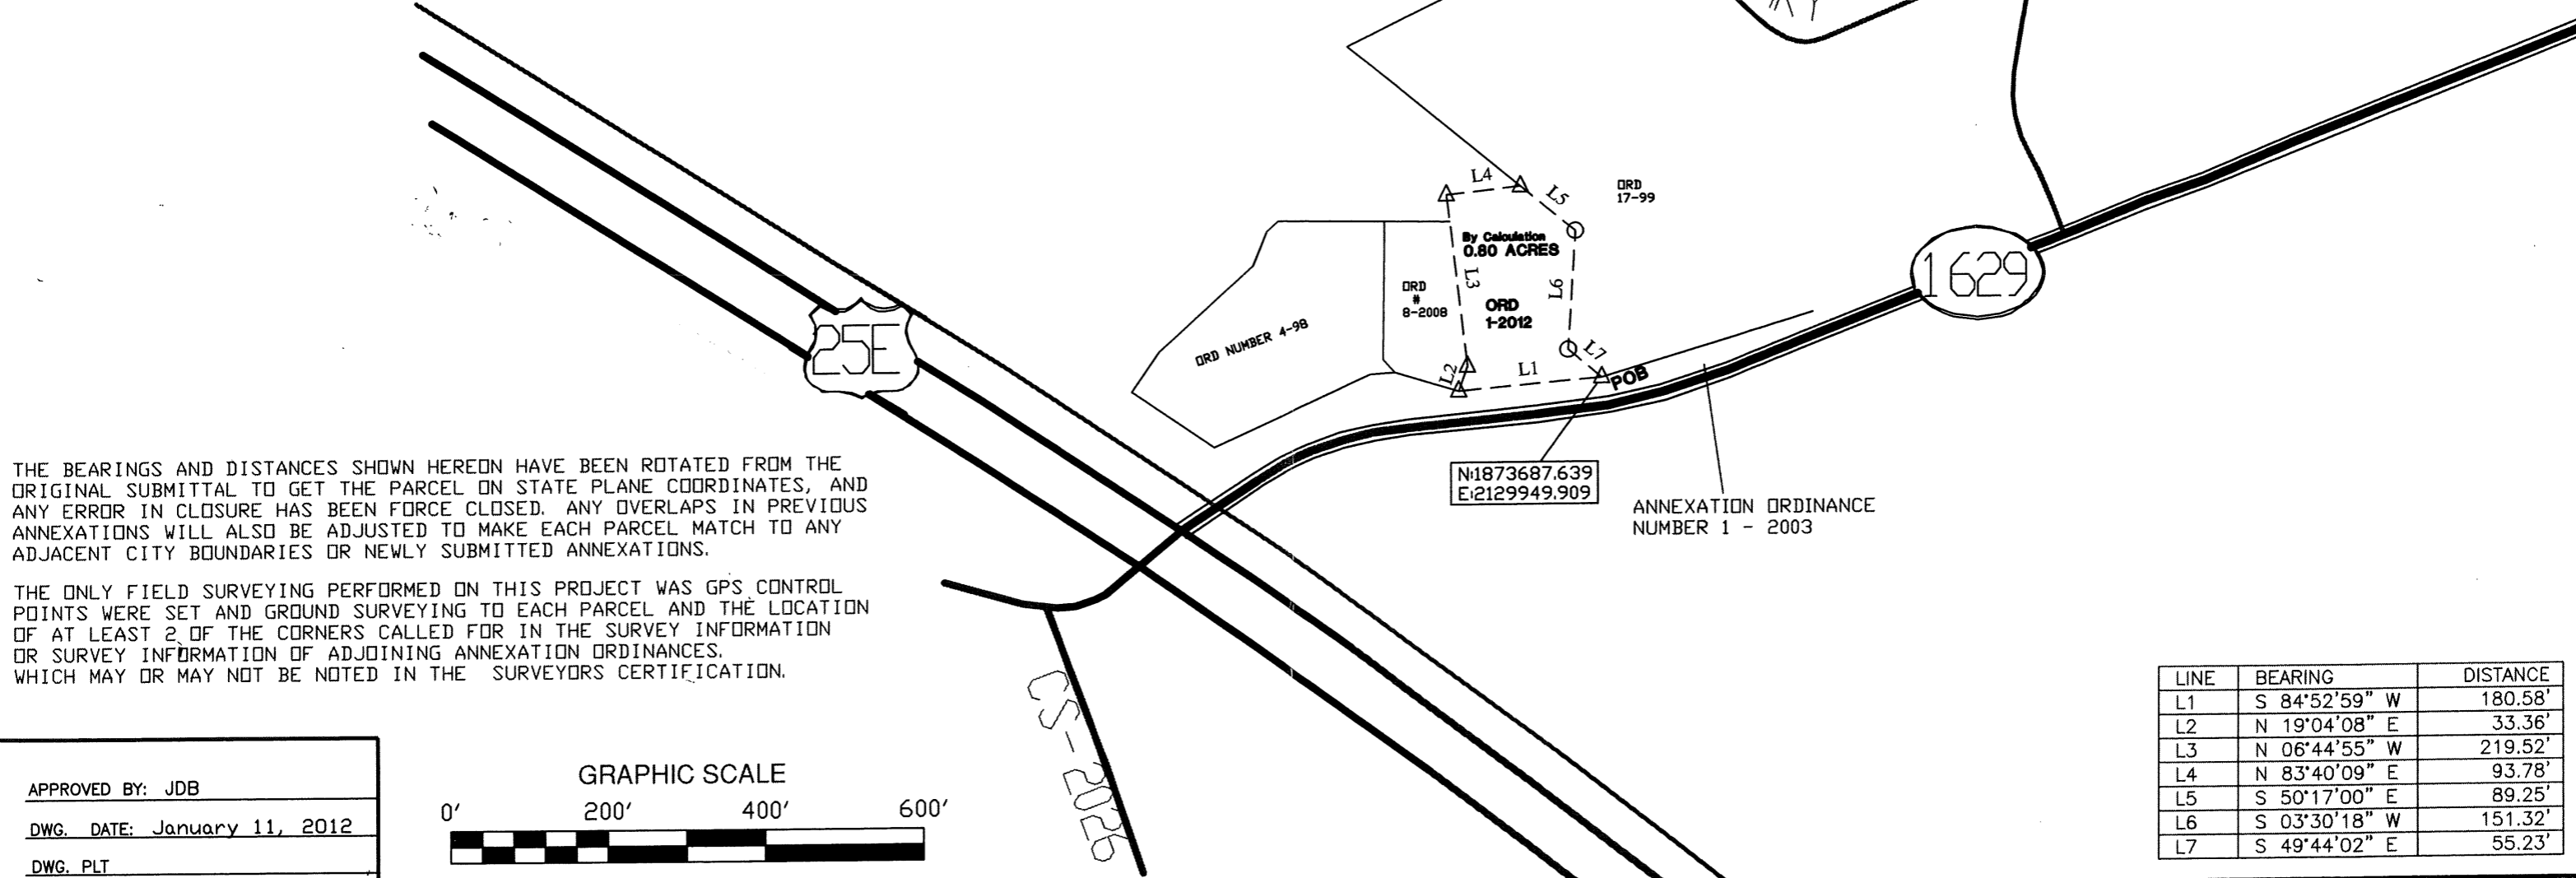 L4
L5
ORD
17-99
By Calculation
0.80 ACRES
L3
L6
ORD
#
8-2008
ORD
1-2012
ORD NUMBER 4-98
L2
L1
L7
POB
1629
25E
N:1873687.639
E:2129949.909
ANNEXATION ORDINANCE
NUMBER 1 - 2003
THE BEARINGS AND DISTANCES SHOWN HEREON HAVE BEEN ROTATED FROM THE
ORIGINAL SUBMITTAL TO GET THE PARCEL ON STATE PLANE COORDINATES, AND
ANY ERROR IN CLOSURE HAS BEEN FORCE CLOSED. ANY OVERLAPS IN PREVIOUS
ANNEXATIONS WILL ALSO BE ADJUSTED TO MAKE EACH PARCEL MATCH TO ANY
ADJACENT CITY BOUNDARIES OR NEWLY SUBMITTED ANNEXATIONS.
THE ONLY FIELD SURVEYING PERFORMED ON THIS PROJECT WAS GPS CONTROL
POINTS WERE SET AND GROUND SURVEYING TO EACH PARCEL AND THE LOCATION
OF AT LEAST 2 OF THE CORNERS CALLED FOR IN THE SURVEY INFORMATION
OR SURVEY INFORMATION OF ADJOINING ANNEXATION ORDINANCES.
WHICH MAY OR MAY NOT BE NOTED IN THE SURVEYORS CERTIFICATION.
CS-2026
APPROVED BY: JDB
DWG. DATE: January 11, 2012
DWG. PLT
GRAPHIC SCALE
0' 200' 400' 600'
LINE BEARING DISTANCE
L1 S 84°52'59" W 180.58'
L2 N 19°04'08" E 33.36'
L3 N 06°44'55" W 219.52'
L4 N 83°40'09" E 93.78'
L5 S 50°17'00" E 89.25'
L6 S 03°30'18" W 151.32'
L7 S 49°44'02" E 55.23'